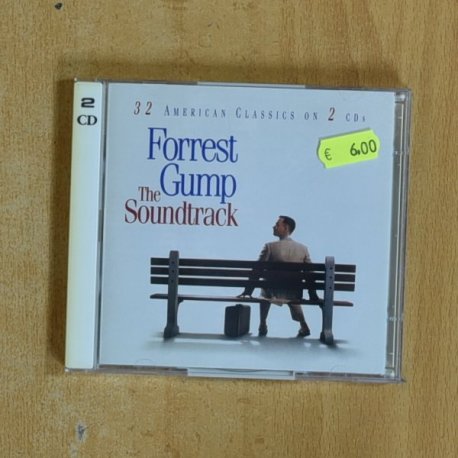 2
CD
32 AMERICAN CLASSICS ON 2 CDs
€ 6.00
Forrest
Gump
The
Soundtrack